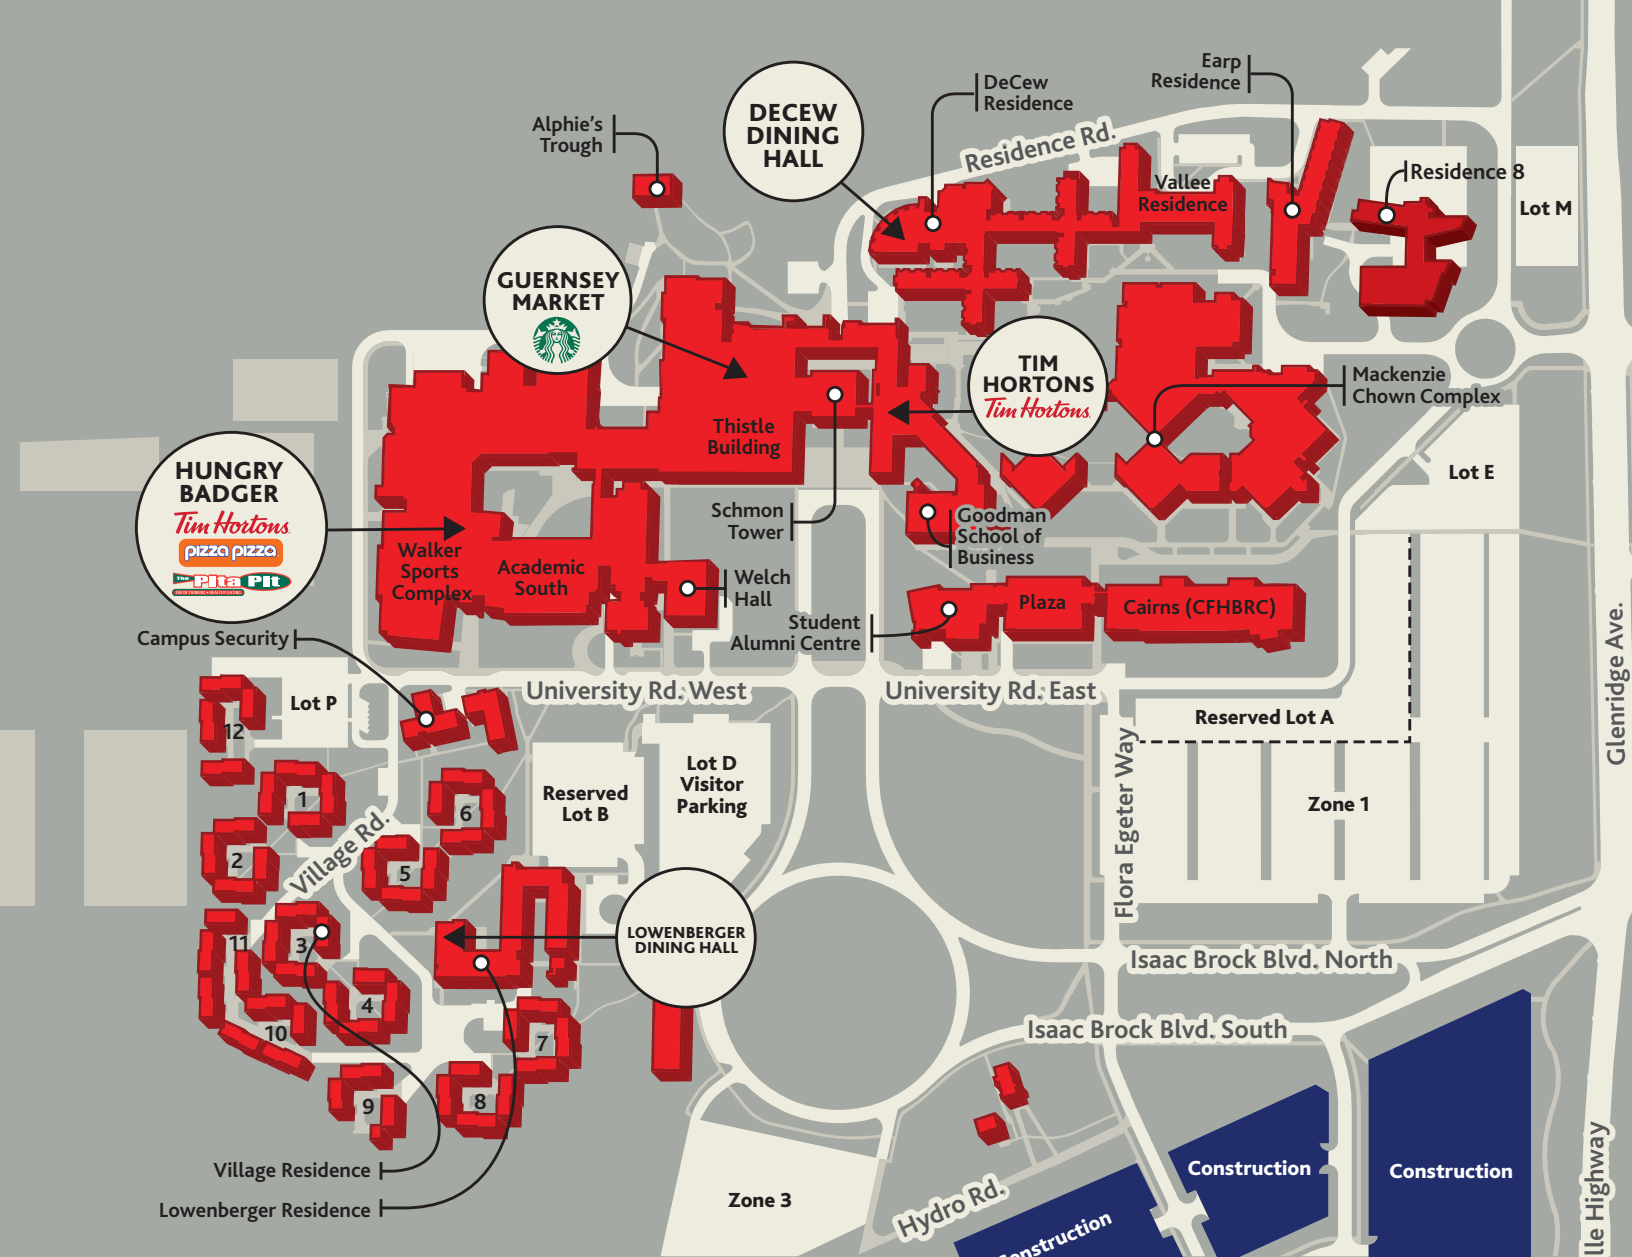 Earp
Residence
DeCew
Residence
DECEW
DINING
HALL
Alphie's
Trough
Residence Rd.
Vallee
Residence
Residence 8
Lot M
GUERNSEY
MARKET
TIM
HORTONS
Tim Hortons
Mackenzie
Chown Complex
Thistle
Building
Lot E
HUNGRY
BADGER
Tim Hortons
pizza pizza
The Pita Pit
Schmon
Tower
Goodman
School of
Business
Walker
Sports
Complex
Academic
South
Welch
Hall
Student
Alumni Centre
Plaza
Cairns (CFHBRC)
Campus Security
University Rd. West
University Rd. East
Glenridge Ave.
Lot P
12
Reserved Lot A
Flora Egeter Way
Lot D
Visitor
Parking
Reserved
Lot B
Zone 1
1
6
Village Rd.
2
5
LOWENBERGER
DINING HALL
11
3
Isaac Brock Blvd. North
4
10
7
Isaac Brock Blvd. South
9
8
Village Residence
Lowenberger Residence
Zone 3
Hydro Rd.
Construction
Construction
onstruction
lle Highway